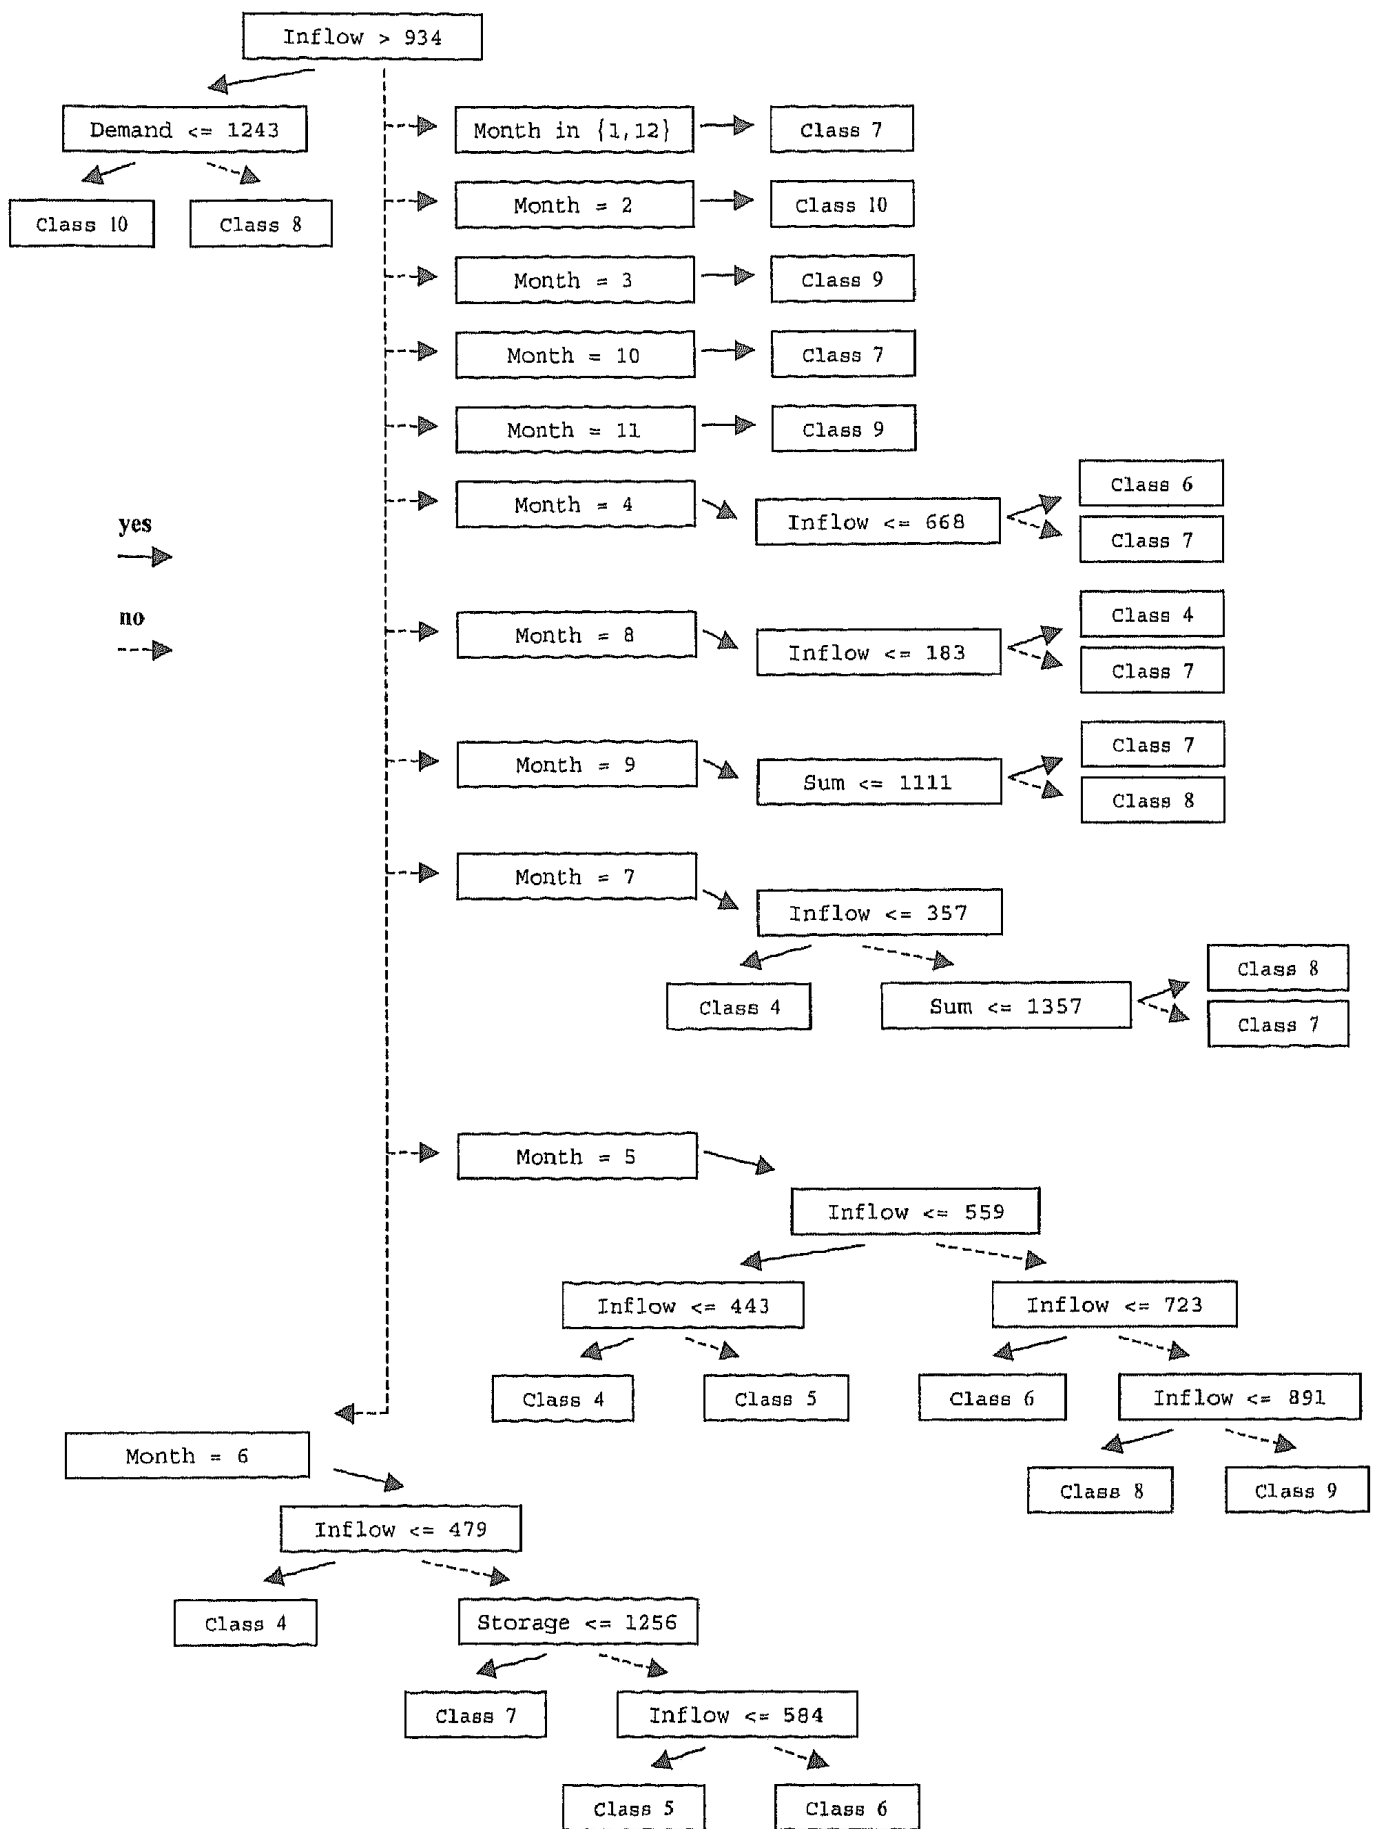 Inflow > 934
Demand <= 1243
Class 10
Class 8
Month in {1,12}
Class 7
Month = 2
Class 10
Month = 3
Class 9
Month = 10
Class 7
Month = 11
Class 9
Month = 4
Inflow <= 668
Class 6
Class 7
yes
no
Month = 8
Inflow <= 183
Class 4
Class 7
Month = 9
Sum <= 1111
Class 7
Class 8
Month = 7
Inflow <= 357
Class 4
Sum <= 1357
Class 8
Class 7
Month = 5
Inflow <= 559
Inflow <= 443
Inflow <= 723
Class 4
Class 5
Class 6
Inflow <= 891
Class 8
Class 9
Month = 6
Inflow <= 479
Class 4
Storage <= 1256
Class 7
Inflow <= 584
Class 5
Class 6